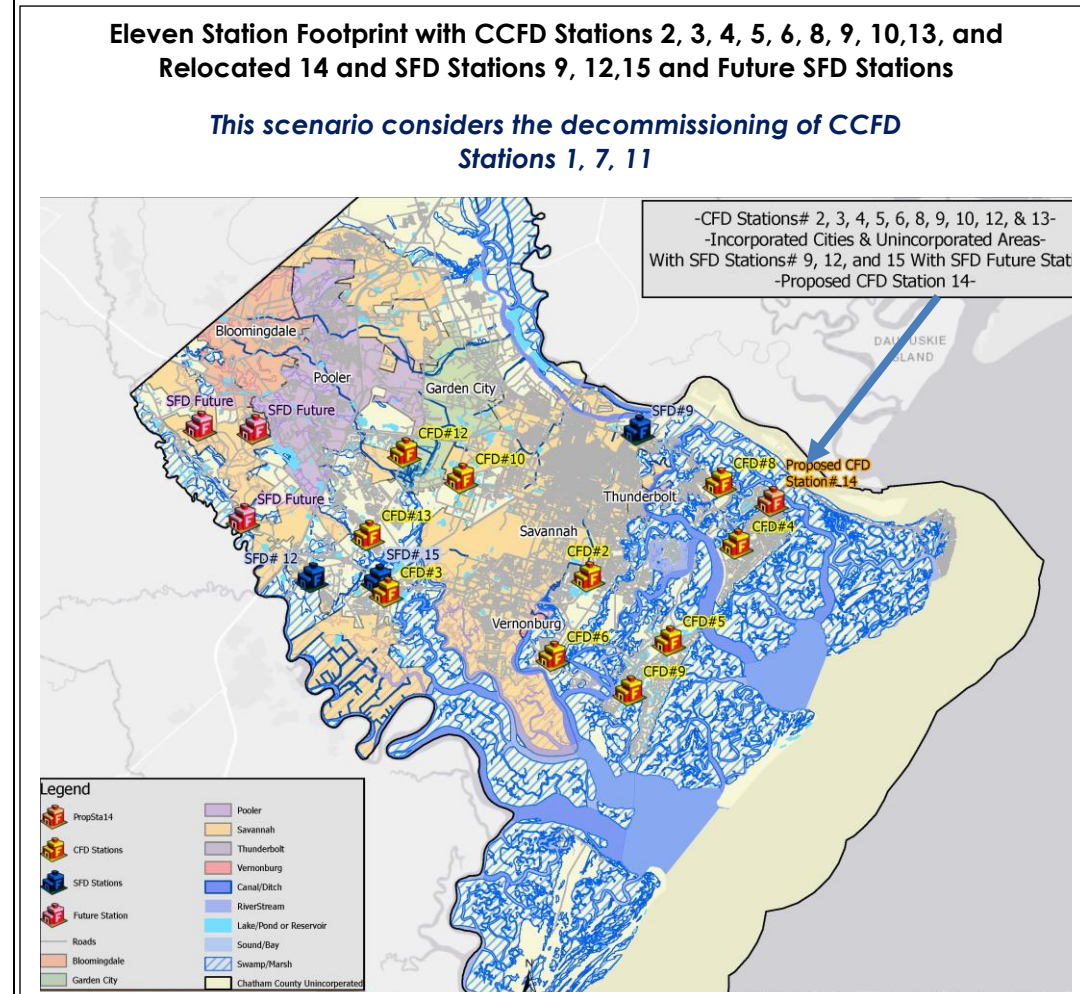 Eleven Station Footprint with CCFD Stations 2, 3, 4, 5, 6, 8, 9, 10,13, and
Relocated 14 and SFD Stations 9, 12,15 and Future SFD Stations
This scenario considers the decommissioning of CCFD
Stations 1, 7, 11
-CFD Stations# 2, 3, 4, 5, 6, 8, 9, 10, 12, & 13-
-Incorporated Cities & Unincorporated Areas-
With SFD Stations# 9, 12, and 15 With SFD Future Stati
-Proposed CFD Station 14-
ISLAND
Bloomingdale
Pooler
Garden City
SFD Future
SFD Future
SFD#9
CFD#12
CFD#10
CFD#8
Proposed CFD
Station# 14
Thunderbolt
SFD Future
CFD#13
CFD#4
Savannah
SFD# 12
SFD# 15
CFD#3
CFD#2
Vernonburg
CFD#6
CFD#5
CFD#9
N
Legend
PropSta14
CFD Stations
SFD Stations
Future Station
Roads
Bloomingdale
Garden City
Pooler
Savannah
Thunderbolt
Vernonburg
Canal/Ditch
RiverStream
Lake/Pond or Reservoir
Sound/Bay
Swamp/Marsh
Chatham County Unincorporated